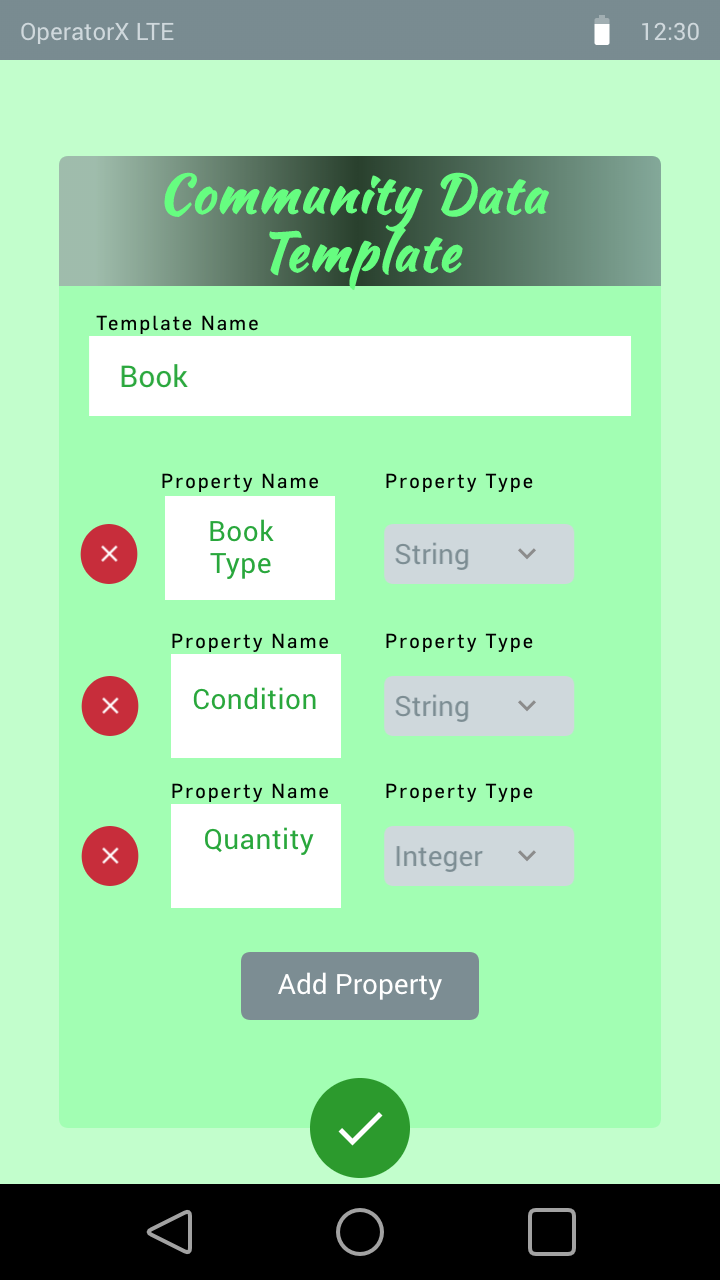 OperatorX LTE 12:30
Community Data
Template
Template Name
Book
Property Name Property Type
Book
Type
String
Property Name Property Type
Condition String
Property Name Property Type
Quantity Integer
Add Property